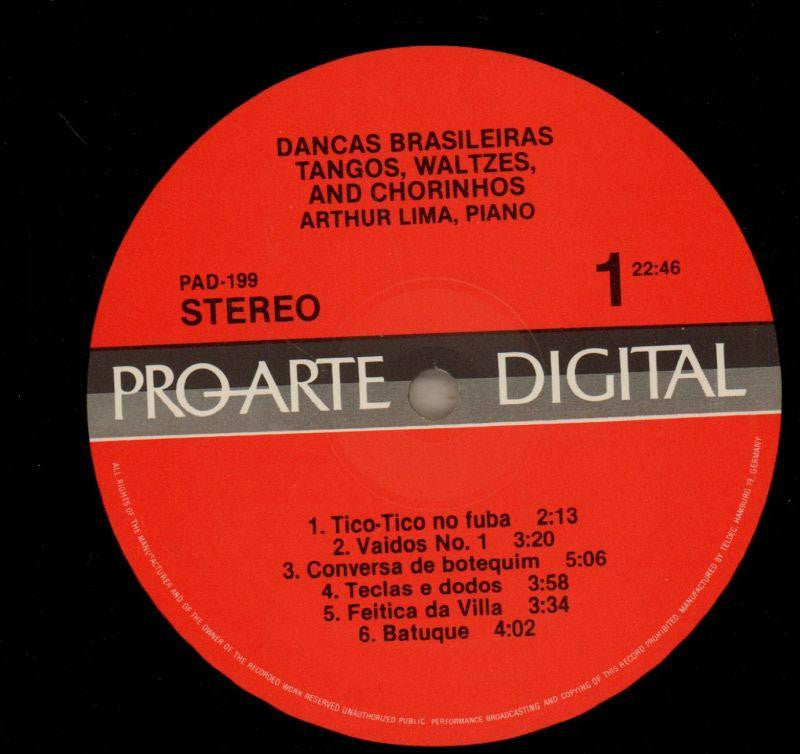 DANCAS BRASILEIRAS
TANGOS, WALTZES,
AND CHORINHOS
ARTHUR LIMA, PIANO
PAD-199
STEREO
1 22:46
PRO-ARTE DIGITAL
1. Tico-Tico no fuba 2:13
2. Vaidos No. 1 3:20
3. Conversa de botequim 5:06
4. Teclas e dodos 3:58
5. Feitica da Villa 3:34
6. Batuque 4:02
ALL RIGHTS OF THE MANUFACTURER AND OF THE OWNER OF THE RECORDED WORK RESERVED UNAUTHORIZED PUBLIC PERFORMANCE BROADCASTING AND COPYING OF THIS RECORD PROHIBITED. MANUFACTURED BY TELDEC, HAMBURG 19, GERMANY